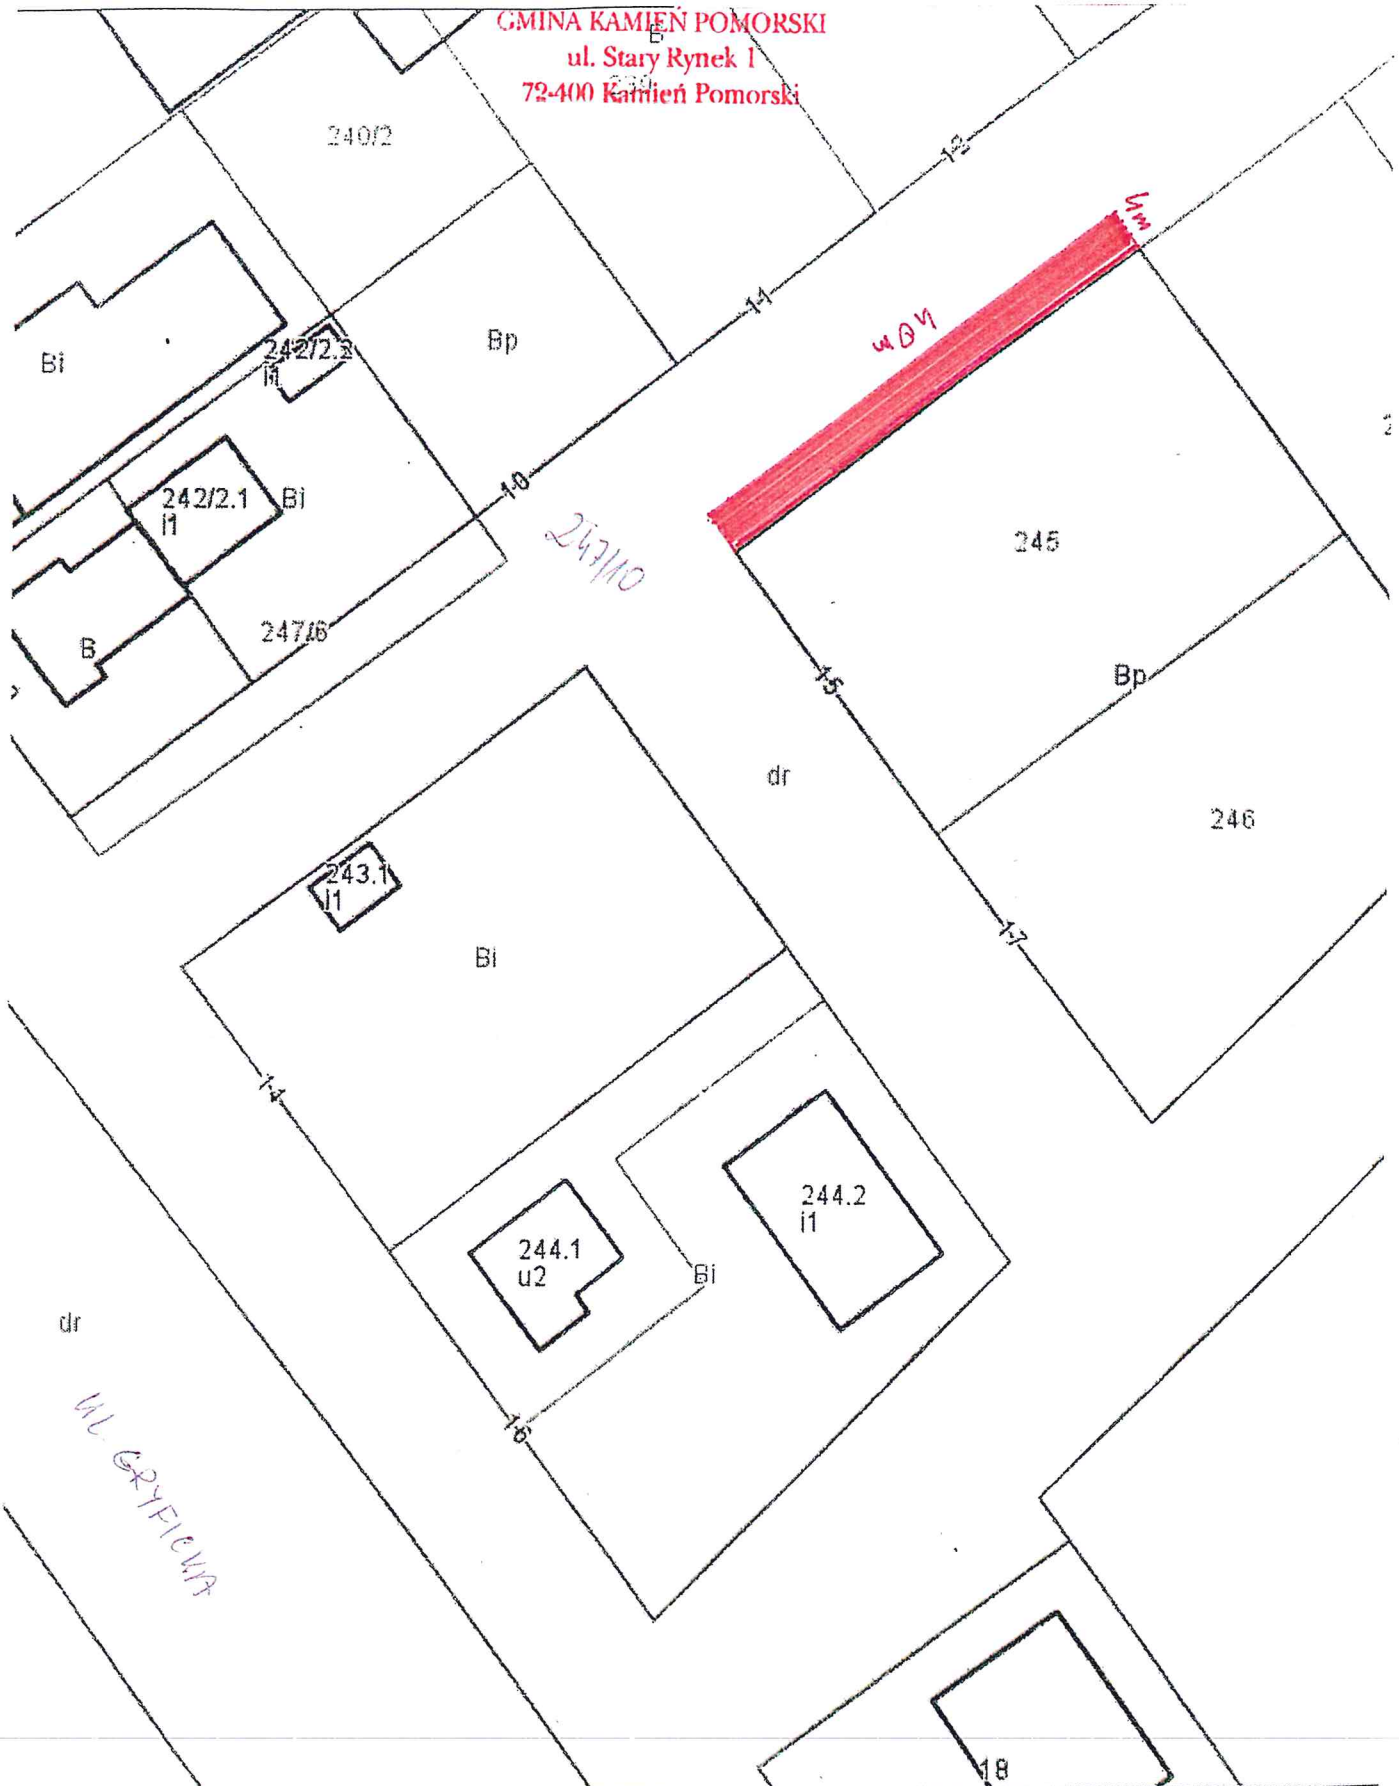 GMINA KAMIEŃ POMORSKI
ul. Stary Rynek 1
72-400 Kamień Pomorski
B
240/2
12
4m
11
40m
Bp
Bi
242/2.2
i1
10
242/2.1
i1
Bi
247/10
245
247/6
B
15
Bp
dr
246
243.1
i1
17
Bi
14
244.2
i1
244.1
u2
Bi
dr
16
UL. GRYFICKA
18